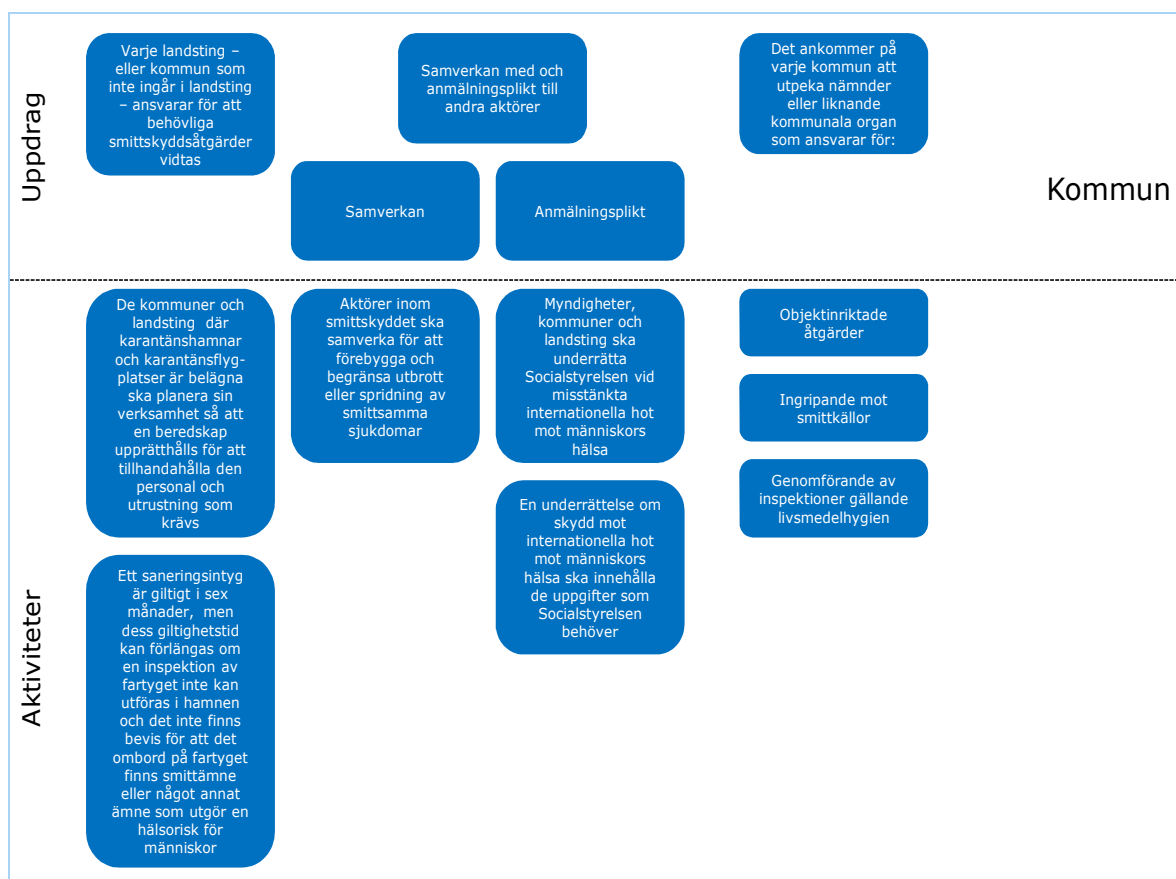 Uppdrag
Varje landsting –
eller kommun som
inte ingår i landsting
– ansvarar för att
behövliga
smittskyddsåtgärder
vidtas
Samverkan med och
anmälningsplikt till
andra aktörer
Det ankommer på
varje kommun att
utpeka nämnder
eller liknande
kommunala organ
som ansvarar för:
Samverkan
Anmälningsplikt
Kommun
Aktiviteter
De kommuner och
landsting där
karantänshamnar
och karantänsflyg-
platser är belägna
ska planera sin
verksamhet så att
en beredskap
upprätthålls för att
tillhandahålla den
personal och
utrustning som
krävs
Ett saneringsintyg
är giltigt i sex
månader, men
dess giltighetstid
kan förlängas om
en inspektion av
fartyget inte kan
utföras i hamnen
och det inte finns
bevis för att det
ombord på fartyget
finns smittämne
eller något annat
ämne som utgör en
hälsorisk för
människor
Aktörer inom
smittskyddet ska
samverka för att
förebygga och
begränsa utbrott
eller spridning av
smittsamma
sjukdomar
Myndigheter,
kommuner och
landsting ska
underrätta
Socialstyrelsen vid
misstänkta
internationella hot
mot människors
hälsa
En underrättelse om
skydd mot
internationella hot
mot människors
hälsa ska innehålla
de uppgifter som
Socialstyrelsen
behöver
Objektinriktade
åtgärder
Ingripande mot
smittkällor
Genomförande av
inspektioner gällande
livsmedelhygien